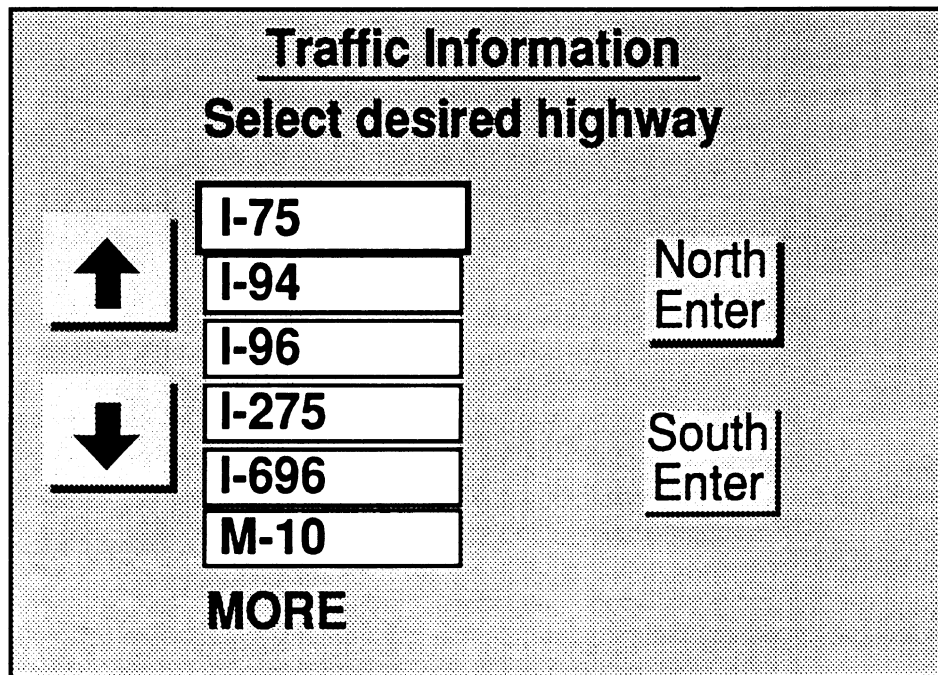 Traffic Information
Select desired highway
I-75
I-94
I-96
I-275
I-696
M-10
MORE
North
Enter
South
Enter